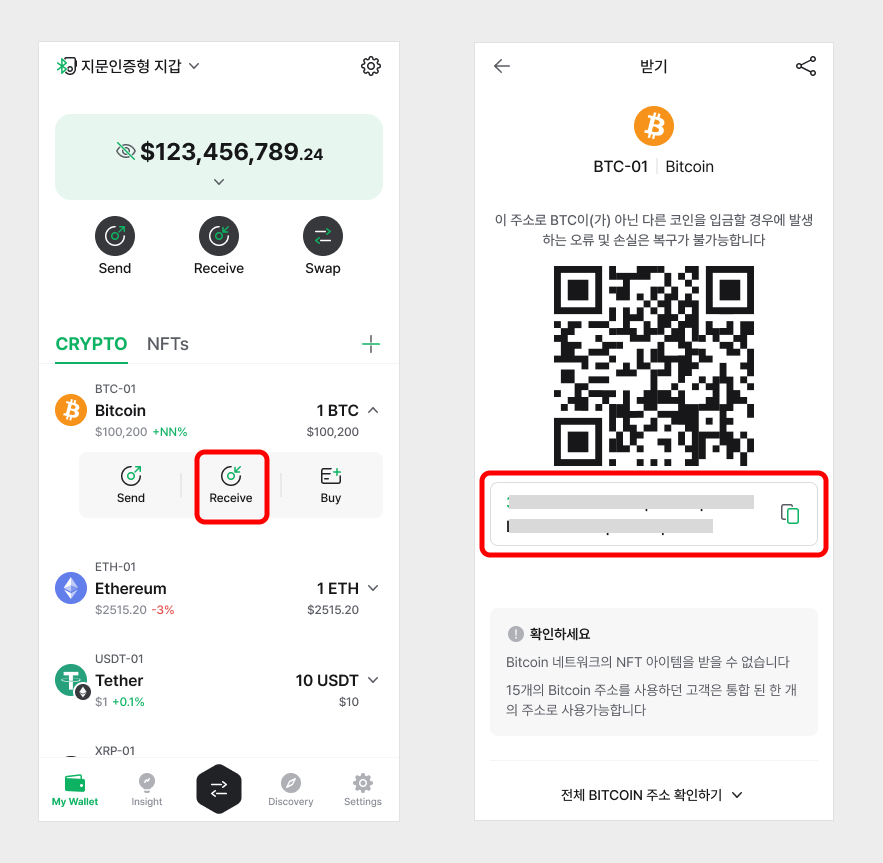 지문인증형 지갑
$123,456,789.24
Send
Receive
Swap
CRYPTO
NFTs
BTC-01
Bitcoin
1 BTC
$100,200 +NN%
$100,200
Send
Receive
Buy
ETH-01
Ethereum
1 ETH
$2515.20 -3%
$2515.20
USDT-01
Tether
10 USDT
$1 +0.1%
$10
XRP-01
My Wallet
Insight
Discovery
Settings
받기
BTC-01 | Bitcoin
이 주소로 BTC이(가) 아닌 다른 코인을 입금할 경우에 발생
하는 오류 및 손실은 복구가 불가능합니다
확인하세요
Bitcoin 네트워크의 NFT 아이템을 받을 수 없습니다
15개의 Bitcoin 주소를 사용하던 고객은 통합 된 한 개
의 주소로 사용가능합니다
전체 BITCOIN 주소 확인하기